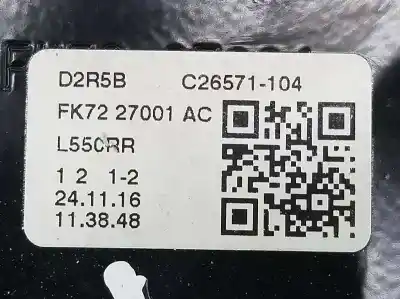 D2R5B C26571-104
FK72 27001 AC
L550RR
1 2 1-2
24.11.16
11.38.48